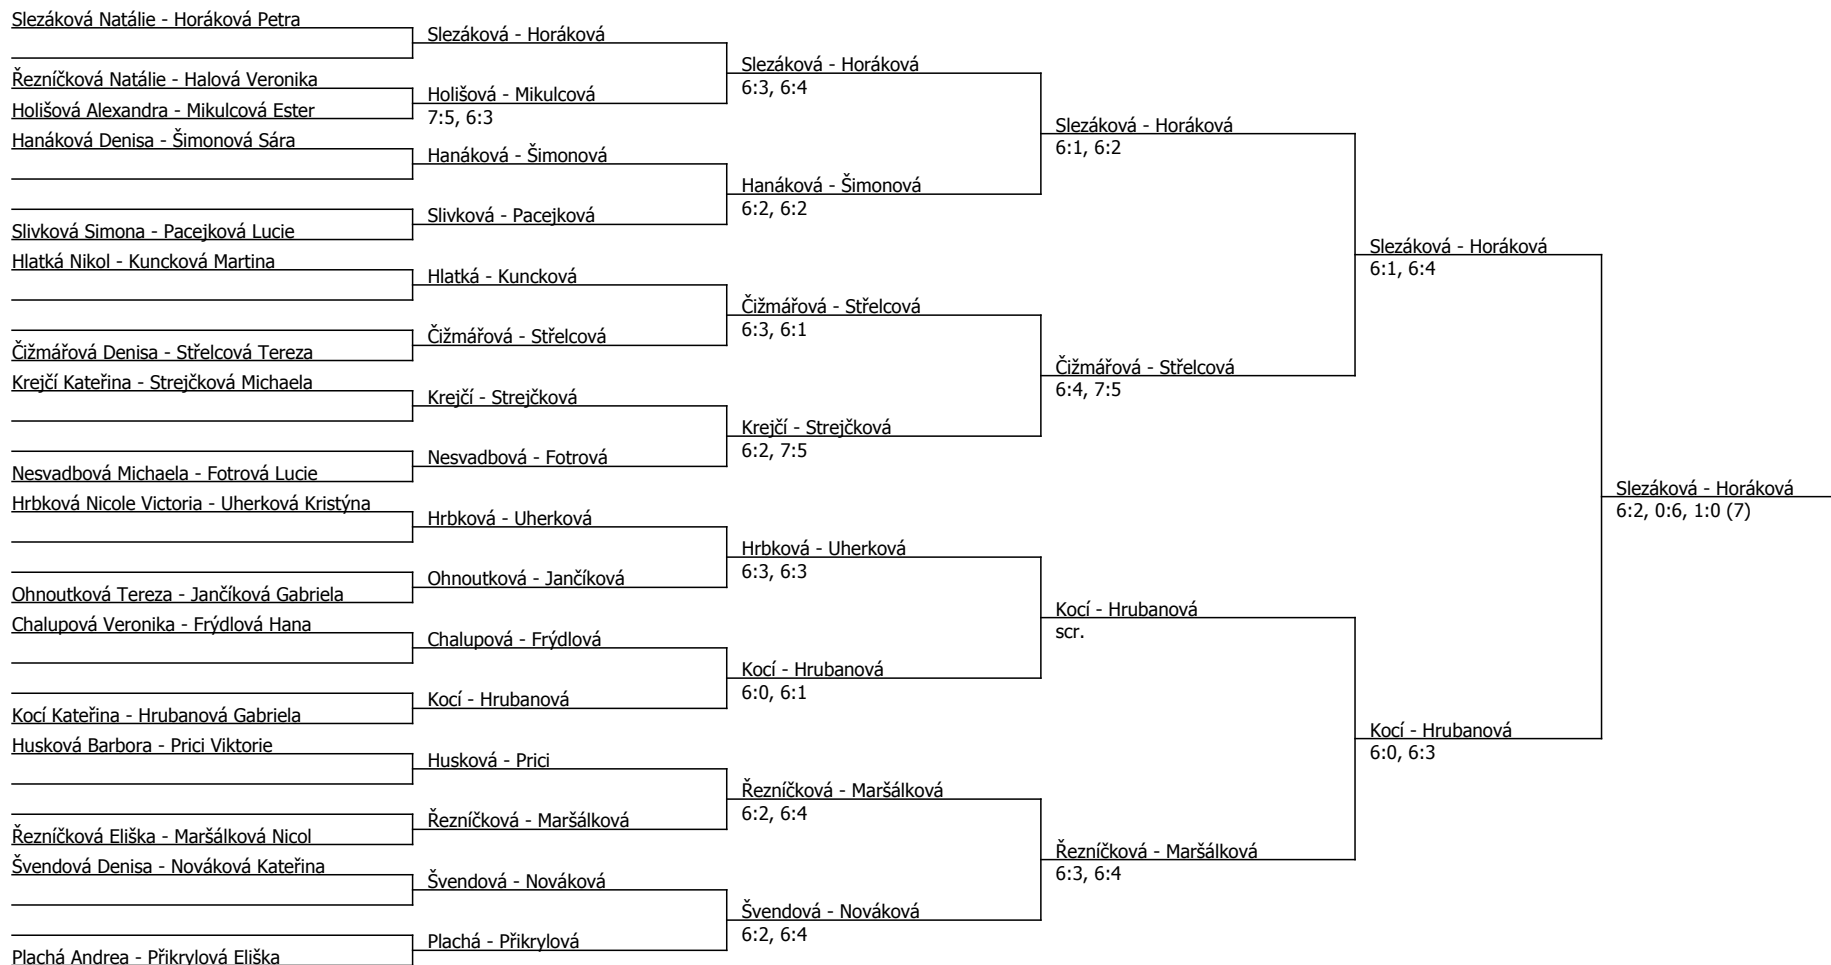 Slezáková Natálie - Horáková Petra
Řezníčková Natálie - Halová Veronika
Holišová Alexandra - Mikulcová Ester
Hanáková Denisa - Šimonová Sára
Slivková Simona - Pacejková Lucie
Hlatká Nikol - Kuncková Martina
Čižmářová Denisa - Střelcová Tereza
Krejčí Kateřina - Strejčková Michaela
Nesvadbová Michaela - Fotrová Lucie
Hrbková Nicole Victoria - Uherková Kristýna
Ohnoutková Tereza - Jančíková Gabriela
Chalupová Veronika - Frýdlová Hana
Kocí Kateřina - Hrubanová Gabriela
Husková Barbora - Prici Viktorie
Řezníčková Eliška - Maršálková Nicol
Švendová Denisa - Nováková Kateřina
Plachá Andrea - Přikrylová Eliška
Slezáková - Horáková
Holišová - Mikulcová
7:5, 6:3
Hanáková - Šimonová
Slivková - Pacejková
Hlatká - Kuncková
Čižmářová - Střelcová
Krejčí - Strejčková
Nesvadbová - Fotrová
Hrbková - Uherková
Ohnoutková - Jančíková
Chalupová - Frýdlová
Kocí - Hrubanová
Husková - Prici
Řezníčková - Maršálková
Švendová - Nováková
Plachá - Přikrylová
Slezáková - Horáková
6:3, 6:4
Hanáková - Šimonová
6:2, 6:2
Čižmářová - Střelcová
6:3, 6:1
Krejčí - Strejčková
6:2, 7:5
Hrbková - Uherková
6:3, 6:3
Kocí - Hrubanová
6:0, 6:1
Řezníčková - Maršálková
6:2, 6:4
Švendová - Nováková
6:2, 6:4
Slezáková - Horáková
6:1, 6:2
Čižmářová - Střelcová
6:4, 7:5
Kocí - Hrubanová
scr.
Řezníčková - Maršálková
6:3, 6:4
Slezáková - Horáková
6:1, 6:4
Kocí - Hrubanová
6:0, 6:3
Slezáková - Horáková
6:2, 0:6, 1:0 (7)